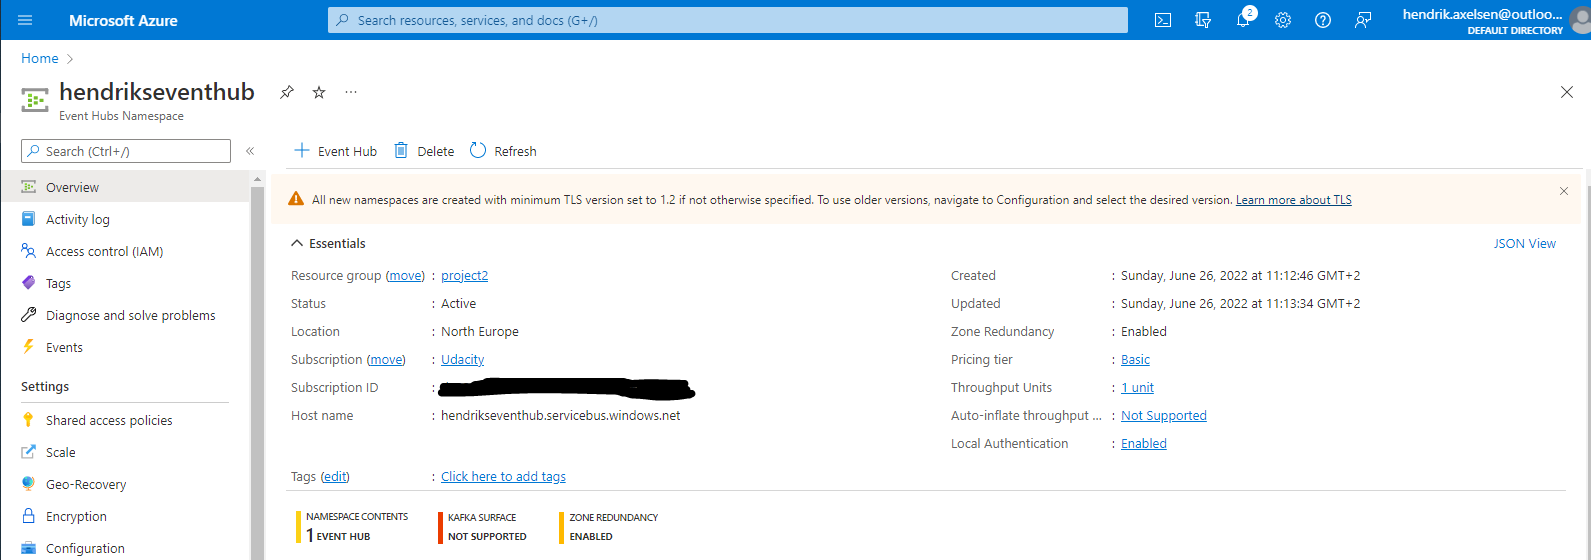 Microsoft Azure
Search resources, services, and docs (G+/)
2
hendrik.axelsen@outloo...
DEFAULT DIRECTORY
Home >
hendrikseventhub
Event Hubs Namespace
Search (Ctrl+/)
«
+ Event Hub Delete Refresh
Overview
Activity log
Access control (IAM)
Tags
Diagnose and solve problems
Events
Settings
Shared access policies
Scale
Geo-Recovery
Encryption
Configuration
All new namespaces are created with minimum TLS version set to 1.2 if not otherwise specified. To use older versions, navigate to Configuration and select the desired version. Learn more about TLS
Essentials
JSON View
Resource group (move) : project2
Status : Active
Location : North Europe
Subscription (move) : Udacity
Subscription ID :
Host name : hendrikseventhub.servicebus.windows.net
Created : Sunday, June 26, 2022 at 11:12:46 GMT+2
Updated : Sunday, June 26, 2022 at 11:13:34 GMT+2
Zone Redundancy : Enabled
Pricing tier : Basic
Throughput Units : 1 unit
Auto-inflate throughput ... : Not Supported
Local Authentication : Enabled
Tags (edit) : Click here to add tags
NAMESPACE CONTENTS
1 EVENT HUB
KAFKA SURFACE
NOT SUPPORTED
ZONE REDUNDANCY
ENABLED